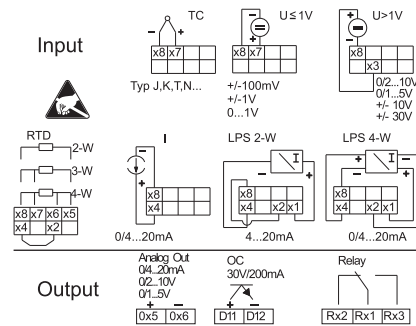 Input
TC
- +
x8 x7
Typ J,K,T,N...
U≤1V
- +
x8 x7
+/-100mV
+/-1V
0...1V
U>1V
-
+
x8
x3
0/2...10V
0/1...5V
+/- 10V
+/- 30V
RTD
2-W
3-W
4-W
x8 x7 x6 x5
x4 x2
I
-
+
x8
x4
0/4...20mA
LPS 2-W
I
- +
x8
x4 x2 x1
4...20mA
LPS 4-W
+ - I - +
x8
x4 x2 x1
0/4...20mA
Output
Analog Out
0/4...20mA
0/2...10V
0/1...5V
+ -
0x5 0x6
OC
30V/200mA
+ -
D11 D12
Relay
Rx2 Rx1 Rx3